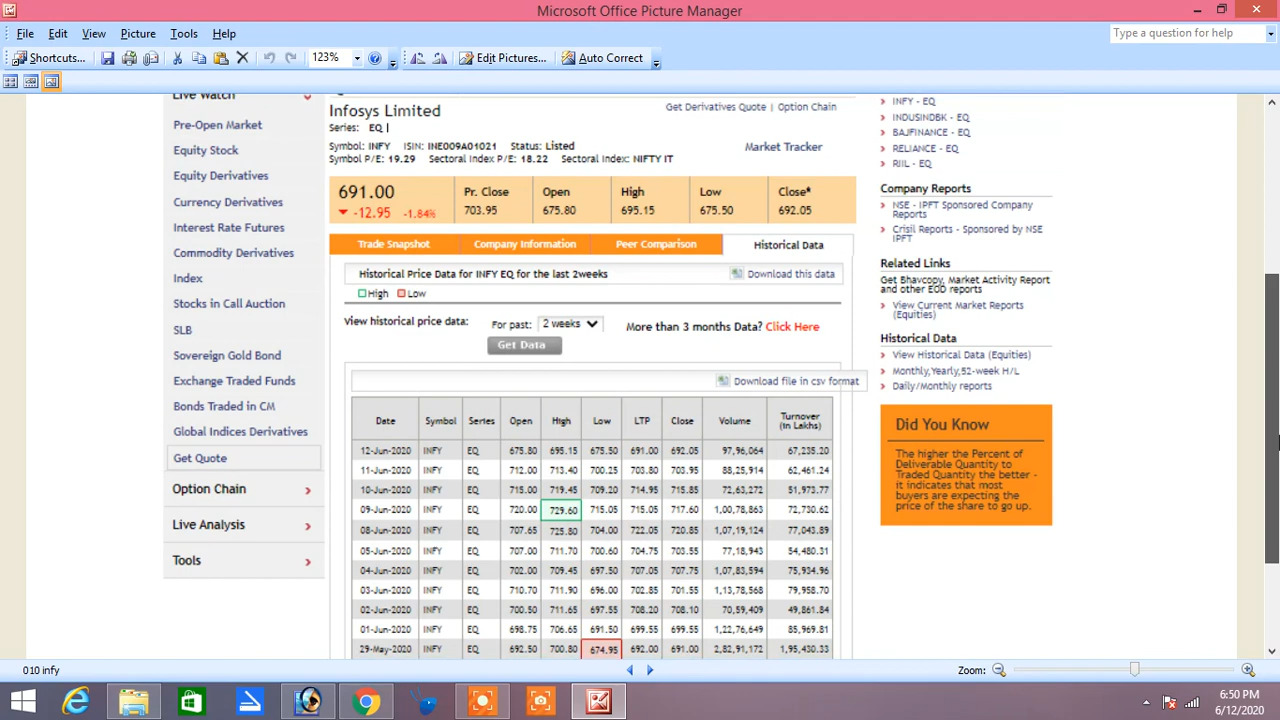 Microsoft Office Picture Manager
File Edit View Picture Tools Help
Type a question for help
Shortcuts...
123%
Edit Pictures...
Auto Correct
Live Watch
Pre-Open Market
Equity Stock
Equity Derivatives
Currency Derivatives
Interest Rate Futures
Commodity Derivatives
Index
Stocks in Call Auction
SLB
Sovereign Gold Bond
Exchange Traded Funds
Bonds Traded in CM
Global Indices Derivatives
Get Quote
Option Chain
Live Analysis
Tools
Infosys Limited
Get Derivatives Quote | Option Chain
Series: EQ |
Symbol: INFY ISIN: INE009A01021 Status: Listed
Market Tracker
Symbol P/E: 19.29 Sectoral Index P/E: 18.22 Sectoral Index: NIFTY IT
691.00 Pr. Close Open High Low Close*
-12.95 -1.84% 703.95 675.80 695.15 675.50 692.05
Trade Snapshot Company Information Peer Comparison Historical Data
Historical Price Data for INFY EQ for the last 2weeks
Download this data
High Low
View historical price data: For past: 2 weeks
More than 3 months Data? Click Here
Get Data
Download file in csv format
Date Symbol Series Open High Low LTP Close Volume Turnover (in Lakhs)
12-Jun-2020 INFY EQ 675.80 695.15 675.50 691.00 692.05 97,96,064 67,235.20
11-Jun-2020 INFY EQ 712.00 713.40 700.25 703.80 703.95 88,25,914 62,461.24
10-Jun-2020 INFY EQ 715.00 719.45 709.20 714.95 715.85 72,63,272 51,973.77
09-Jun-2020 INFY EQ 720.00 729.60 715.05 715.05 717.60 1,00,78,863 72,730.62
08-Jun-2020 INFY EQ 707.65 725.80 704.00 722.05 720.85 1,07,19,124 77,043.89
05-Jun-2020 INFY EQ 707.00 711.70 700.60 704.75 703.55 77,18,943 54,480.31
04-Jun-2020 INFY EQ 702.00 709.45 697.50 707.05 707.75 1,07,83,594 75,934.96
03-Jun-2020 INFY EQ 710.70 711.90 696.00 702.85 701.55 1,13,78,568 79,958.70
02-Jun-2020 INFY EQ 700.50 711.65 697.55 708.20 708.10 70,59,409 49,861.84
01-Jun-2020 INFY EQ 698.75 706.65 691.50 699.55 699.55 1,22,76,649 85,969.81
29-May-2020 INFY EQ 692.50 700.80 674.95 692.00 691.00 2,82,91,172 1,95,430.33
INFY - EQ
INDUSINDBK - EQ
BAJFINANCE - EQ
RELIANCE - EQ
RIIL - EQ
Company Reports
NSE - IPFT Sponsored Company
Reports
Crisil Reports - Sponsored by NSE
IPFT
Related Links
Get Bhavcopy, Market Activity Report
and other EOD reports
View Current Market Reports
(Equities)
Historical Data
View Historical Data (Equities)
Monthly,Yearly,52-week H/L
Daily/Monthly reports
Did You Know
The higher the Percent of
Deliverable Quantity to
Traded Quantity the better -
it indicates that most
buyers are expecting the
price of the share to go up.
010 infy
Zoom:
6:50 PM
6/12/2020